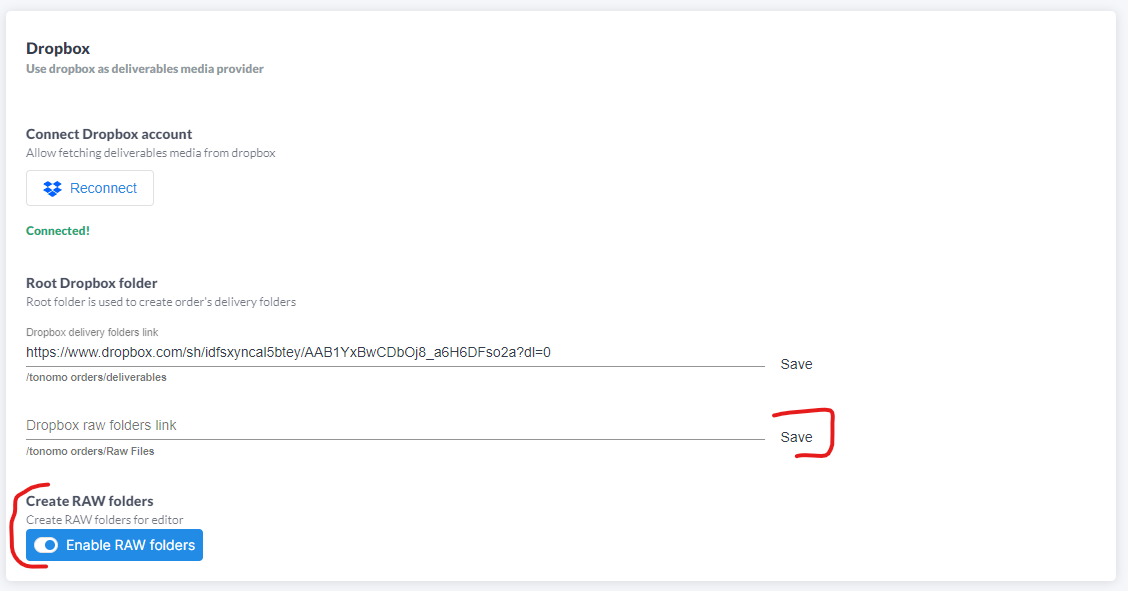 Dropbox
Use dropbox as deliverables media provider
Connect Dropbox account
Allow fetching deliverables media from dropbox
Reconnect
Connected!
Root Dropbox folder
Root folder is used to create order's delivery folders
Dropbox delivery folders link
https://www.dropbox.com/sh/idfsxyncal5btey/AAB1YxBwCDbOj8_a6H6DFso2a?dl=0
Save
/tonomo orders/deliverables
Dropbox raw folders link
Save
/tonomo orders/Raw Files
Create RAW folders
Create RAW folders for editor
Enable RAW folders